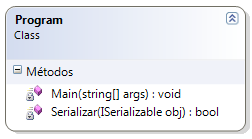 Program
Class
Métodos
Main(string[] args) : void
Serializar(ISerializable obj) : bool